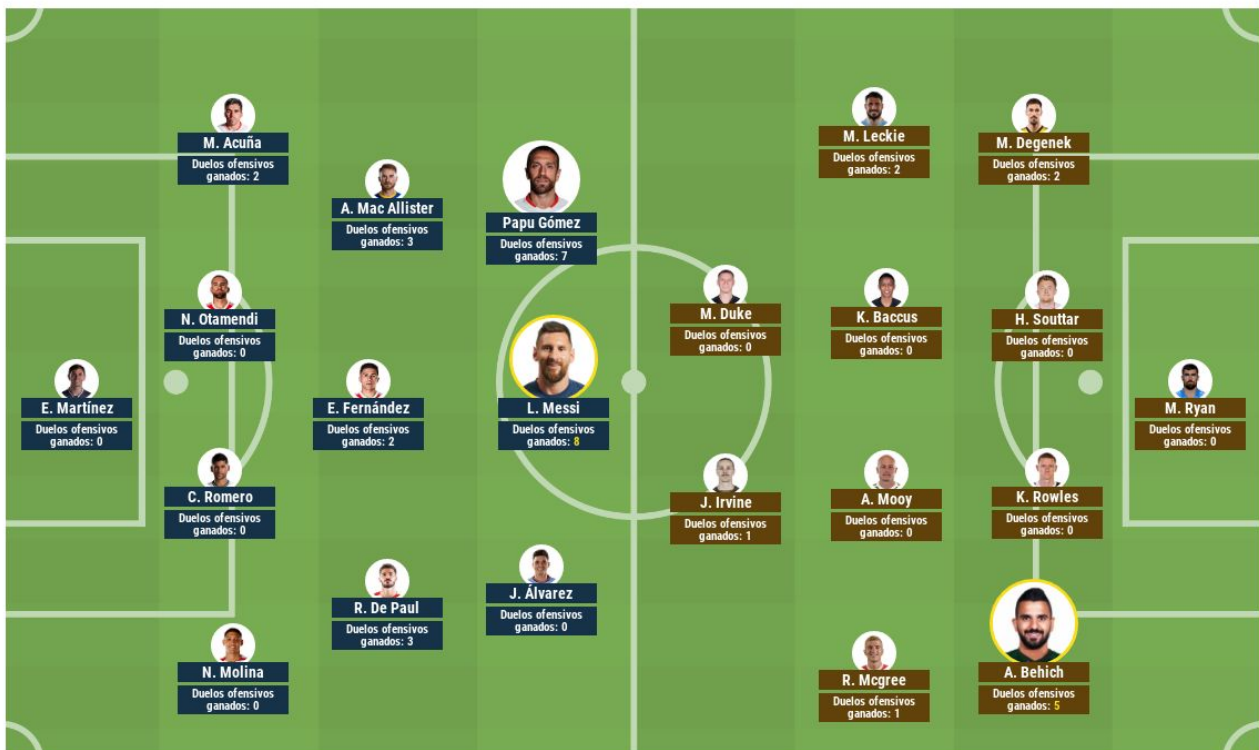 M. Acuña
Duelos ofensivos
ganados: 2
A. Mac Allister
Duelos ofensivos
ganados: 3
Papu Gómez
Duelos ofensivos
ganados: 7
N. Otamendi
Duelos ofensivos
ganados: 0
E. Martínez
Duelos ofensivos
ganados: 0
E. Fernández
Duelos ofensivos
ganados: 2
L. Messi
Duelos ofensivos
ganados: 8
C. Romero
Duelos ofensivos
ganados: 0
R. De Paul
Duelos ofensivos
ganados: 3
J. Álvarez
Duelos ofensivos
ganados: 0
N. Molina
Duelos ofensivos
ganados: 0
M. Leckie
Duelos ofensivos
ganados: 2
M. Degenek
Duelos ofensivos
ganados: 2
M. Duke
Duelos ofensivos
ganados: 0
K. Baccus
Duelos ofensivos
ganados: 0
H. Souttar
Duelos ofensivos
ganados: 0
M. Ryan
Duelos ofensivos
ganados: 0
J. Irvine
Duelos ofensivos
ganados: 1
A. Mooy
Duelos ofensivos
ganados: 0
K. Rowles
Duelos ofensivos
ganados: 0
R. Mcgree
Duelos ofensivos
ganados: 1
A. Behich
Duelos ofensivos
ganados: 5